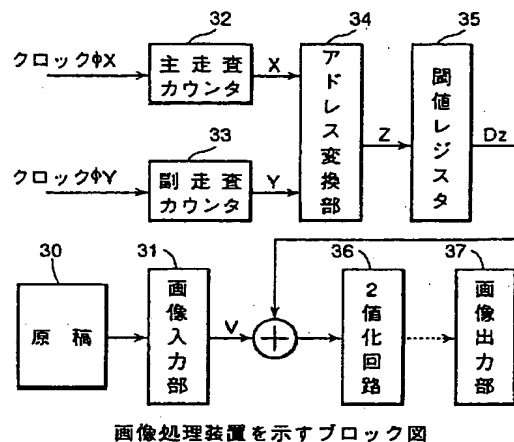 32
34
35
クロックΦX
主走査
カウンタ
X
アドレス変換部
Z
閾値レジスタ
Dz
33
クロックΦY
副走査
カウンタ
Y
30
31
36
37
原稿
画像入力部
V
+
2値化回路
画像出力部
画像処理装置を示すブロック図